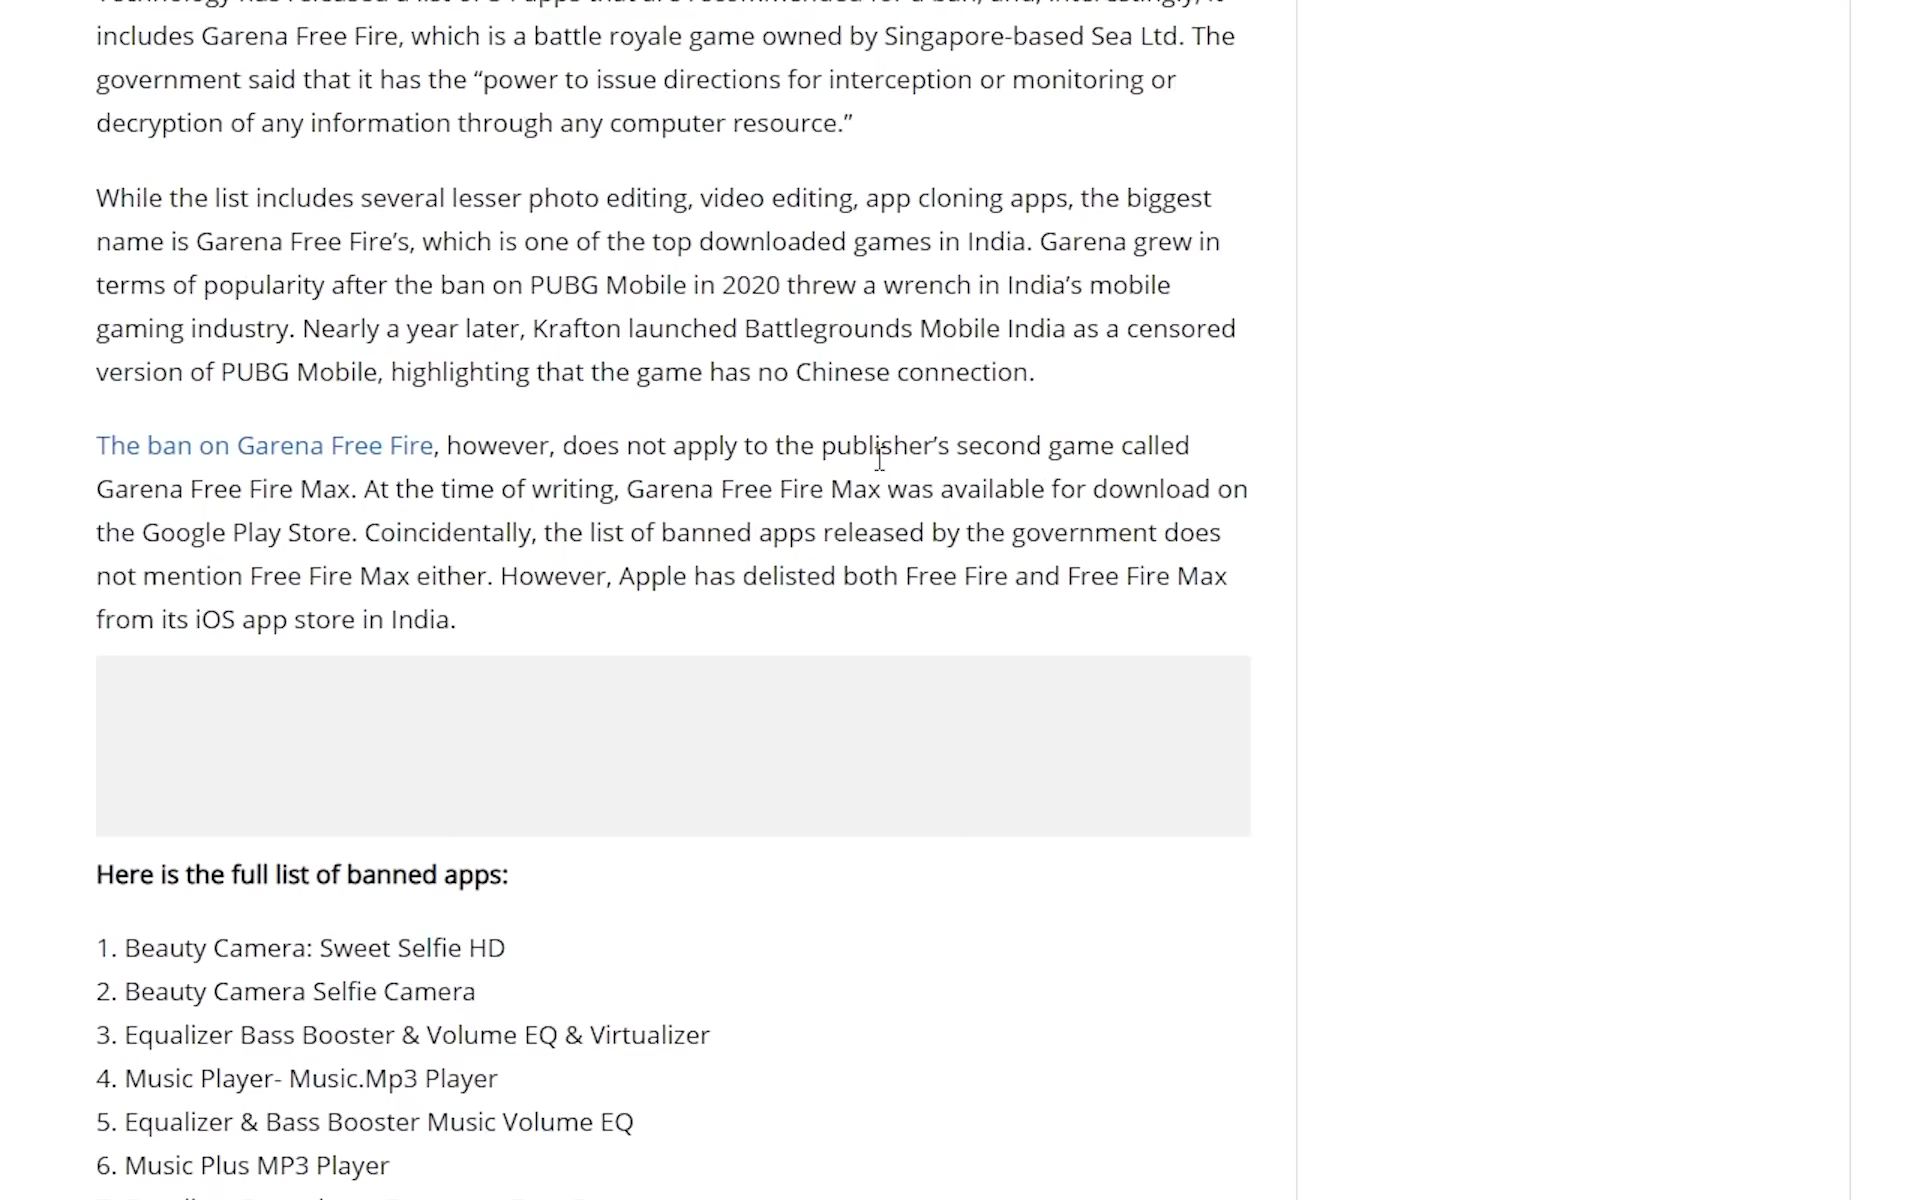 includes Garena Free Fire, which is a battle royale game owned by Singapore-based Sea Ltd. The
government said that it has the “power to issue directions for interception or monitoring or
decryption of any information through any computer resource.”
While the list includes several lesser photo editing, video editing, app cloning apps, the biggest
name is Garena Free Fire’s, which is one of the top downloaded games in India. Garena grew in
terms of popularity after the ban on PUBG Mobile in 2020 threw a wrench in India’s mobile
gaming industry. Nearly a year later, Krafton launched Battlegrounds Mobile India as a censored
version of PUBG Mobile, highlighting that the game has no Chinese connection.
The ban on Garena Free Fire, however, does not apply to the publisher’s second game called
Garena Free Fire Max. At the time of writing, Garena Free Fire Max was available for download on
the Google Play Store. Coincidentally, the list of banned apps released by the government does
not mention Free Fire Max either. However, Apple has delisted both Free Fire and Free Fire Max
from its iOS app store in India.
Here is the full list of banned apps:
1. Beauty Camera: Sweet Selfie HD
2. Beauty Camera Selfie Camera
3. Equalizer Bass Booster & Volume EQ & Virtualizer
4. Music Player- Music.Mp3 Player
5. Equalizer & Bass Booster Music Volume EQ
6. Music Plus MP3 Player